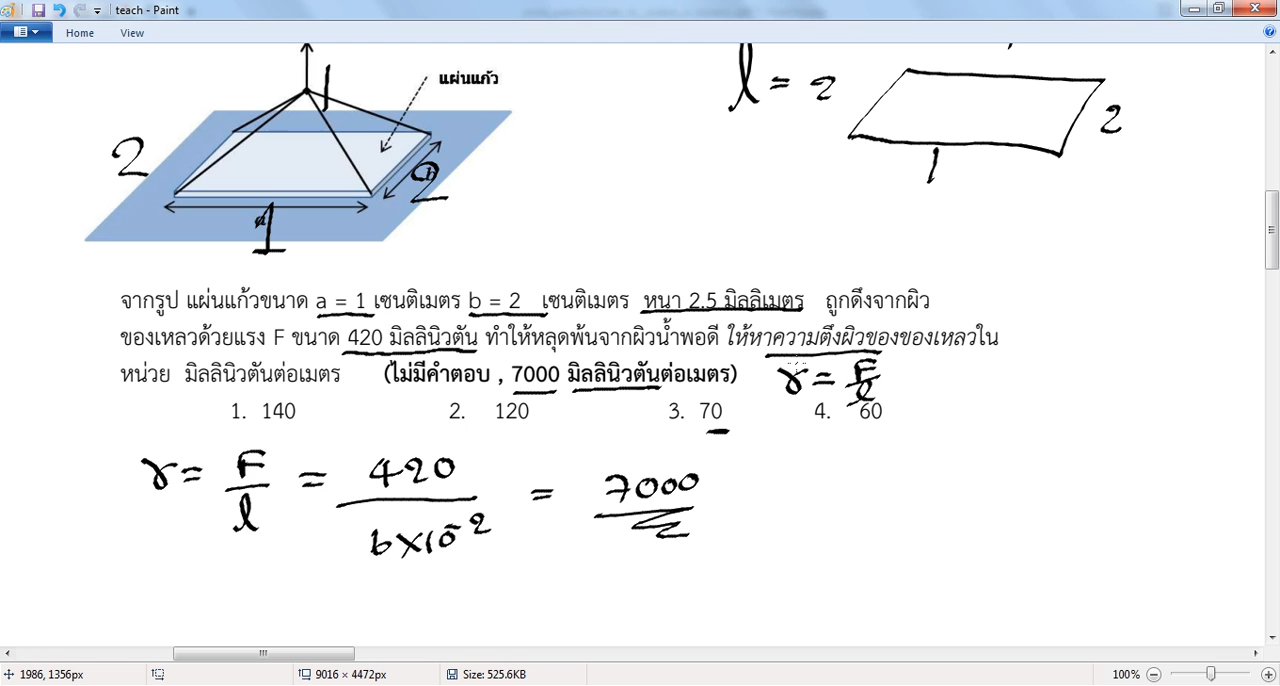 teach - Paint
Home View
แผ่นแก้ว
1
l = 2
2
2
b
2
a
1
1
จากรูป แผ่นแก้วขนาด a = 1 เซนติเมตร b = 2 เซนติเมตร หนา 2.5 มิลลิเมตร ถูกดึงจากผิว
ของเหลวด้วยแรง F ขนาด 420 มิลลินิวตัน ทำให้หลุดพ้นจากผิวน้ำพอดี ให้หาความตึงผิวของของเหลวใน
หน่วย มิลลินิวตันต่อเมตร (ไม่มีคำตอบ , 7000 มิลลินิวตันต่อเมตร) γ = F/l
1. 140 2. 120 3. 70 4. 60
γ = F/l = 420/6×10⁻² = 7000
1986, 1356px 9016 × 4472px Size: 525.6KB 100%